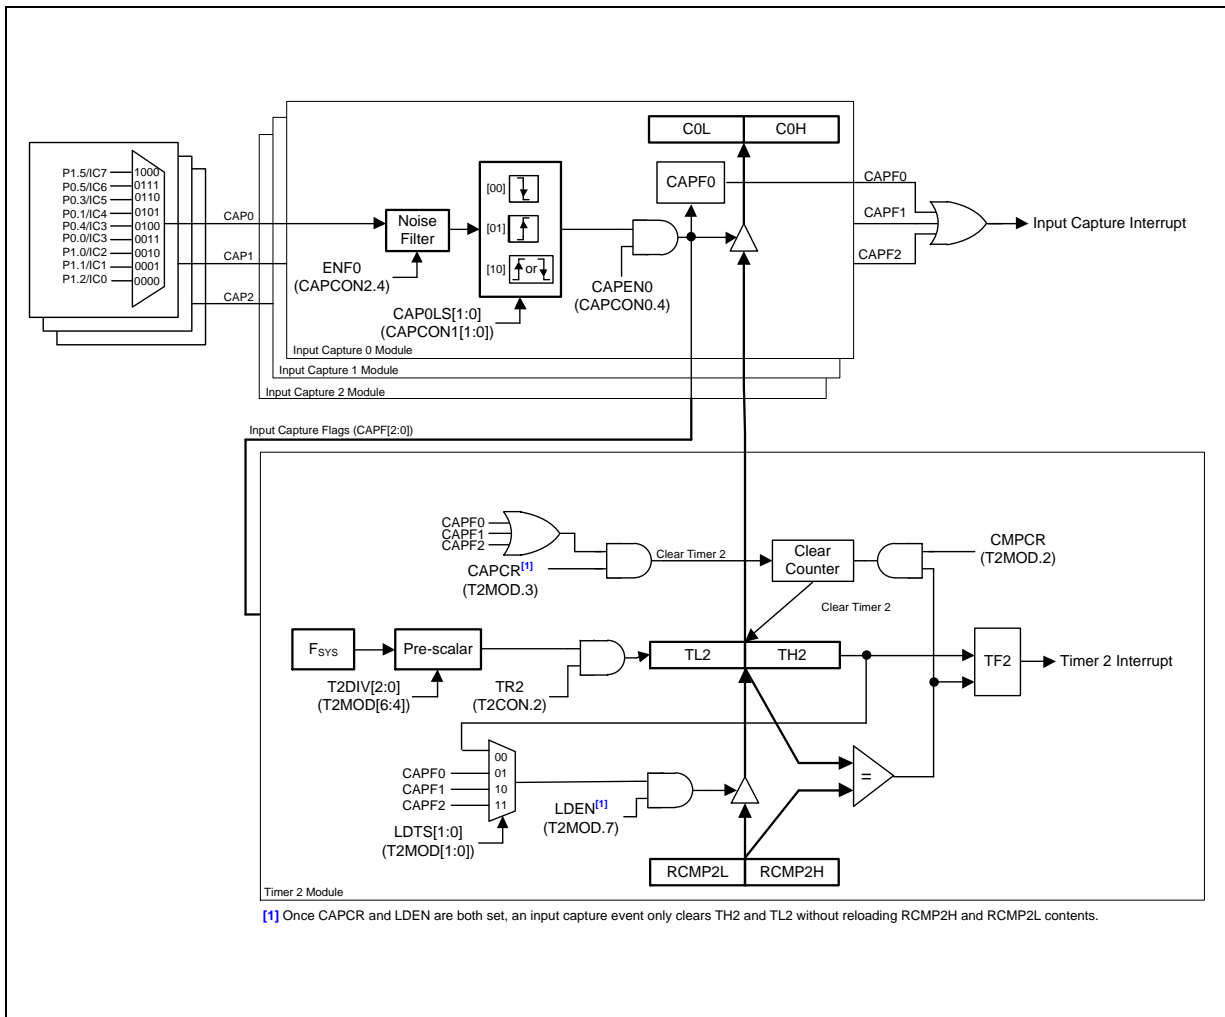 C0L C0H
P1.5/IC7 1000
P0.5/IC6 0111
P0.3/IC5 0110
P0.1/IC4 0101
P0.4/IC3 0100
P0.0/IC3 0011
P1.0/IC2 0010
P1.1/IC1 0001
P1.2/IC0 0000
CAP0
CAP1
CAP2
Noise
Filter
ENF0
(CAPCON2.4)
[00]
[01]
[10] or
CAP0LS[1:0]
(CAPCON1[1:0])
CAPEN0
(CAPCON0.4)
CAPF0
CAPF0
CAPF1
CAPF2
Input Capture Interrupt
Input Capture 0 Module
Input Capture 1 Module
Input Capture 2 Module
Input Capture Flags (CAPF[2:0])
CAPF0
CAPF1
CAPF2
CAPCR[1]
(T2MOD.3)
Clear Timer 2
Clear
Counter
CMPCR
(T2MOD.2)
Clear Timer 2
FSYS
Pre-scalar
T2DIV[2:0]
(T2MOD[6:4])
TR2
(T2CON.2)
TL2 TH2
TF2
Timer 2 Interrupt
00
CAPF0 01
CAPF1 10
CAPF2 11
LDTS[1:0]
(T2MOD[1:0])
LDEN[1]
(T2MOD.7)
=
RCMP2L RCMP2H
Timer 2 Module
[1] Once CAPCR and LDEN are both set, an input capture event only clears TH2 and TL2 without reloading RCMP2H and RCMP2L contents.